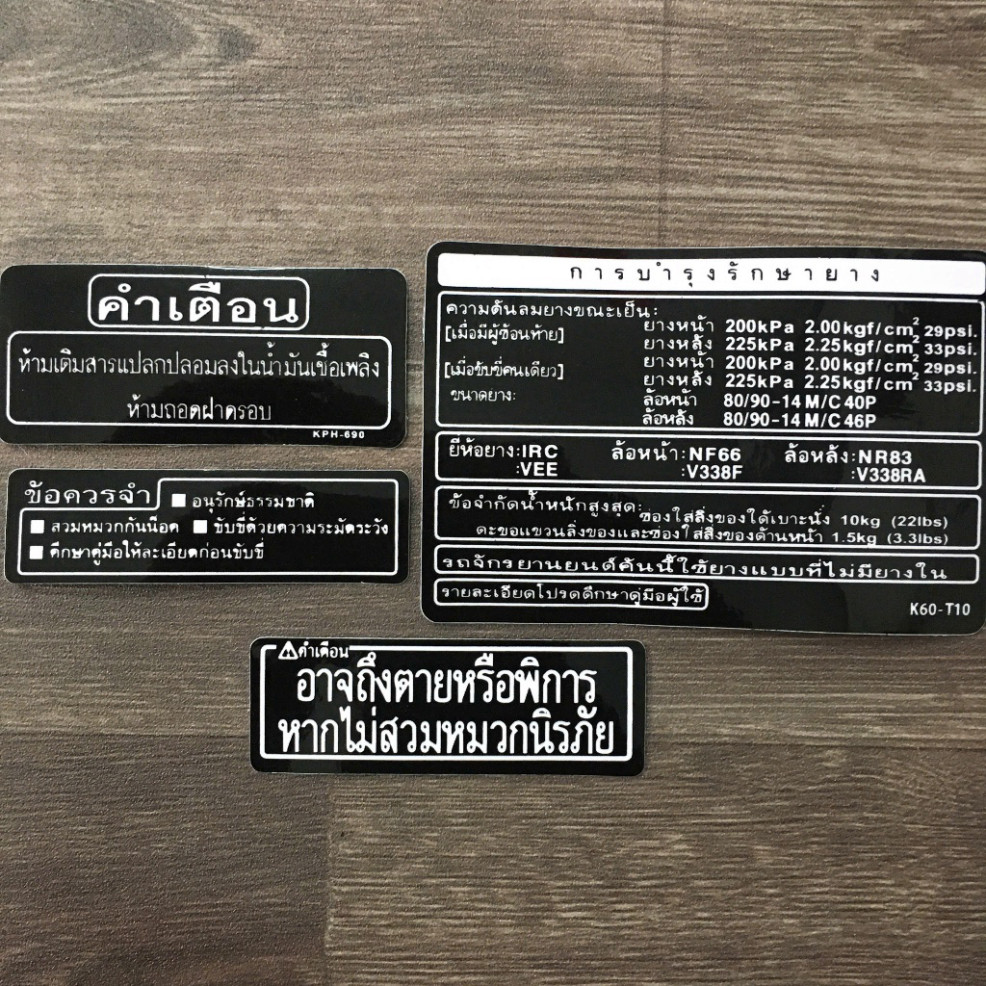 คำเตือน
ห้ามเติมสารแปลกปลอมลงในน้ำมันเชื้อเพลิง
ห้ามถอดฝาครอบ
KPH-690
ข้อควรจำ ■ อนุรักษ์ธรรมชาติ
■ สวมหมวกกันน็อค ■ ขับขี่ด้วยความระมัดระวัง
■ ศึกษาคู่มือให้ละเอียดก่อนขับขี่
การบำรุงรักษายาง
ความดันลมยางขณะเย็น:
[เมื่อมีผู้ซ้อนท้าย] ยางหน้า 200kPa 2.00kgf/cm² 29psi.
ยางหลัง 225kPa 2.25kgf/cm² 33psi.
[เมื่อขับขี่คนเดียว] ยางหน้า 200kPa 2.00kgf/cm² 29psi.
ยางหลัง 225kPa 2.25kgf/cm² 33psi.
ขนาดยาง: ล้อหน้า 80/90-14 M/C 40P
ล้อหลัง 80/90-14 M/C 46P
ยี่ห้อยาง:IRC ล้อหน้า:NF66 ล้อหลัง:NR83
:VEE :V338F :V338RA
ข้อจำกัดน้ำหนักสูงสุด: ช่องใส่สิ่งของใต้เบาะนั่ง 10kg (22lbs)
ตะขอแขวนสิ่งของและช่องใส่สิ่งของด้านหน้า 1.5kg (3.3lbs)
รถจักรยานยนต์คันนี้ใช้ยางแบบที่ไม่มียางใน
รายละเอียดโปรดศึกษาคู่มือผู้ใช้
K60-T10
⚠คำเตือน
อาจถึงตายหรือพิการ
หากไม่สวมหมวกนิรภัย